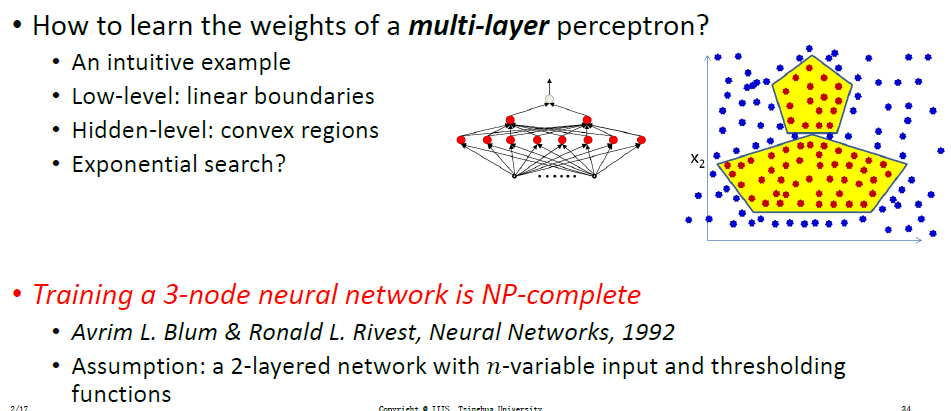 • How to learn the weights of a multi-layer perceptron?
• An intuitive example
• Low-level: linear boundaries
• Hidden-level: convex regions
• Exponential search?
x₂
• Training a 3-node neural network is NP-complete
• Avrim L. Blum & Ronald L. Rivest, Neural Networks, 1992
• Assumption: a 2-layered network with n-variable input and thresholding
functions
2/17
Copyright © IIIS, Tsinghua University
34